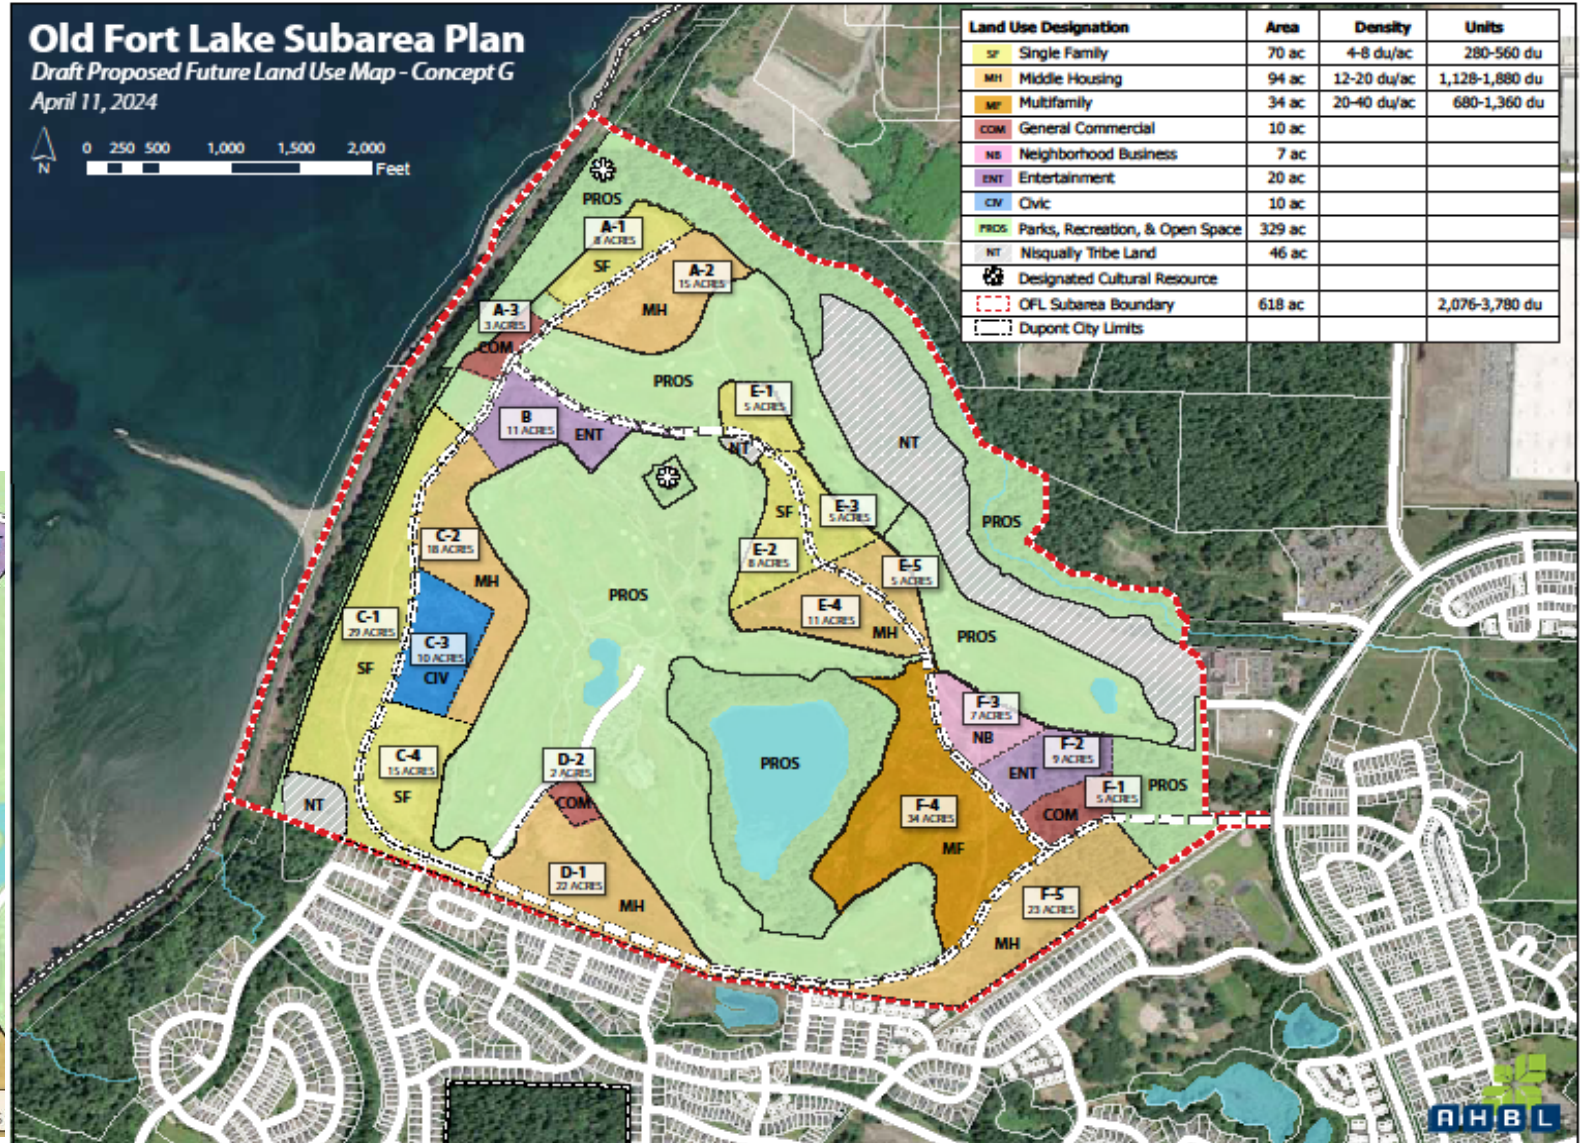 Old Fort Lake Subarea Plan
Draft Proposed Future Land Use Map - Concept G
April 11, 2024
N
0 250 500 1,000 1,500 2,000
Feet
Land Use Designation Area Density Units
SF Single Family 70 ac 4-8 du/ac 280-560 du
MH Middle Housing 94 ac 12-20 du/ac 1,128-1,880 du
MF Multifamily 34 ac 20-40 du/ac 680-1,360 du
COM General Commercial 10 ac
NB Neighborhood Business 7 ac
ENT Entertainment 20 ac
CIV Civic 10 ac
PROS Parks, Recreation, & Open Space 329 ac
NT Nisqually Tribe Land 46 ac
Designated Cultural Resource
OFL Subarea Boundary 618 ac 2,076-3,780 du
Dupont City Limits
PROS
A-1
8 ACRES
SF
A-2
15 ACRES
MH
A-3
3 ACRES
COM
PROS
E-1
5 ACRES
B
11 ACRES
ENT
NT
NT
PROS
SF
E-3
5 ACRES
C-2
18 ACRES
MH
E-2
8 ACRES
E-5
5 ACRES
PROS
E-4
11 ACRES
MH
PROS
C-1
29 ACRES
SF
C-3
10 ACRES
CIV
F-3
7 ACRES
NB
F-2
9 ACRES
ENT
C-4
15 ACRES
SF
D-2
2 ACRES
COM
PROS
F-1
5 ACRES
PROS
COM
NT
F-4
34 ACRES
MF
D-1
22 ACRES
MH
F-5
23 ACRES
MH
AHBL